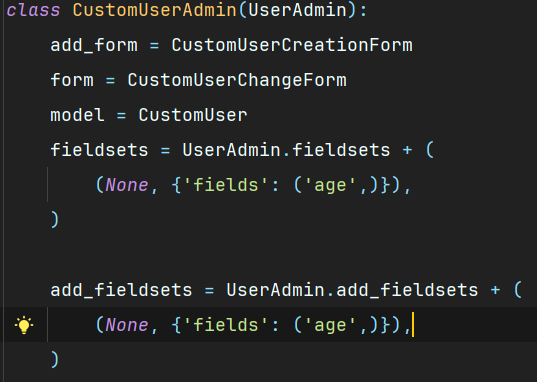 class CustomUserAdmin(UserAdmin):
    add_form = CustomUserCreationForm
    form = CustomUserChangeForm
    model = CustomUser
    fieldsets = UserAdmin.fieldsets + (
        (None, {'fields': ('age',)}),
    )

    add_fieldsets = UserAdmin.add_fieldsets + (
        (None, {'fields': ('age',)}),
    )